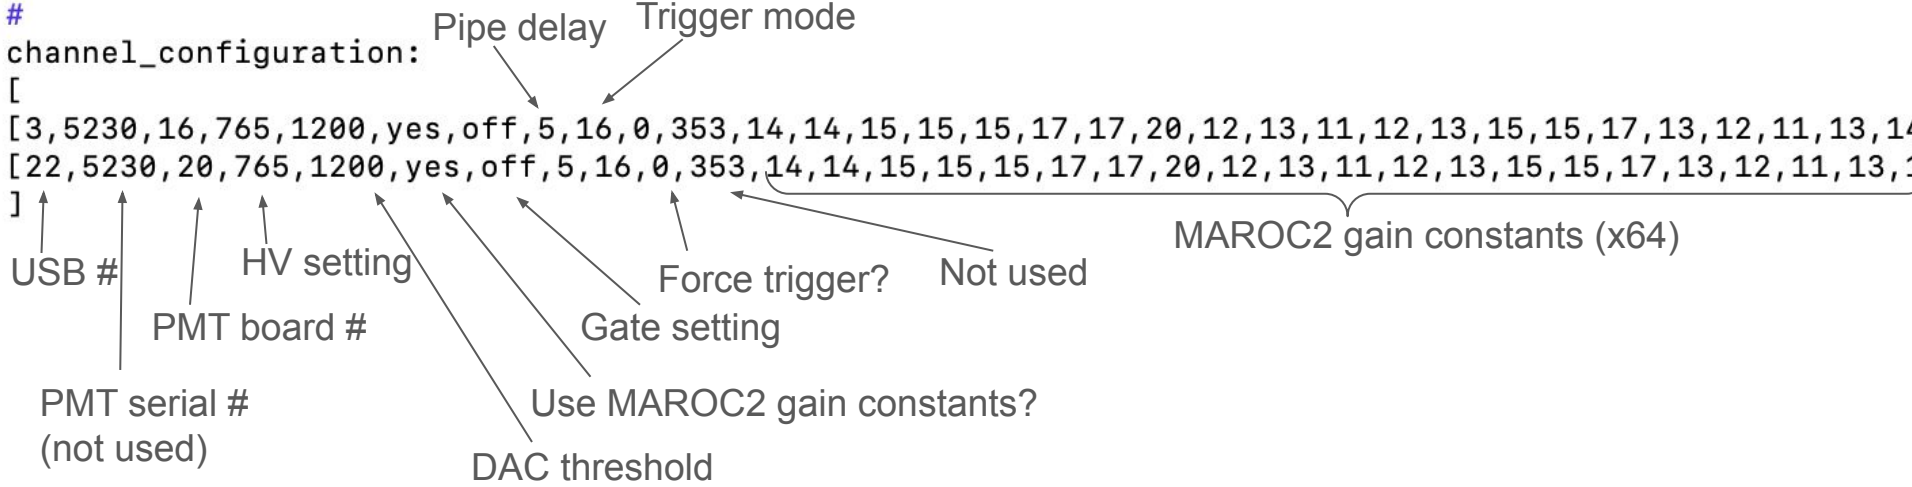 #
Pipe delay
Trigger mode
channel_configuration:
[
[3,5230,16,765,1200,yes,off,5,16,0,353,14,14,15,15,15,17,17,20,12,13,11,12,13,15,15,17,13,12,11,13,14
[22,5230,20,765,1200,yes,off,5,16,0,353,14,14,15,15,15,17,17,20,12,13,11,12,13,15,15,17,13,12,11,13,1
]
MAROC2 gain constants (x64)
USB #
HV setting
Force trigger?
Not used
PMT board #
Gate setting
PMT serial #
(not used)
Use MAROC2 gain constants?
DAC threshold